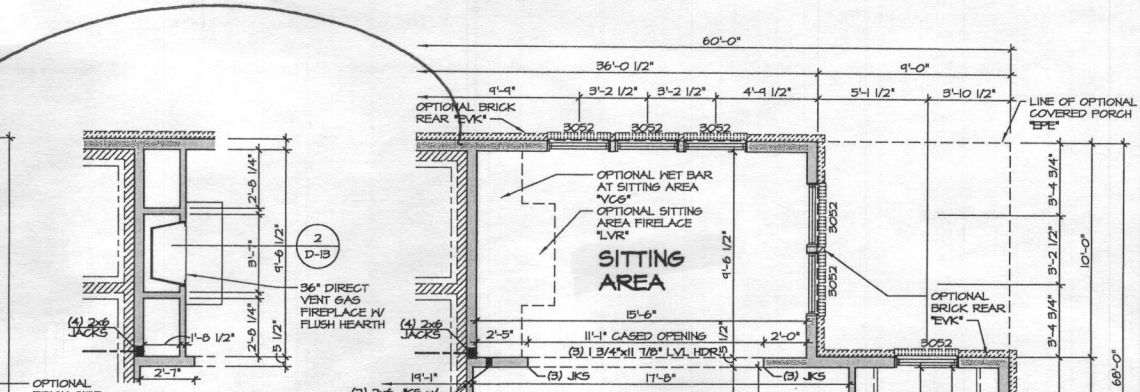 60'-0"
36'-0 1/2"
9'-0"
9'-9"
3'-2 1/2"
3'-2 1/2"
4'-9 1/2"
5'-1 1/2"
3'-10 1/2"
OPTIONAL BRICK
REAR "EVK"
LINE OF OPTIONAL
COVERED PORCH
"EPE"
3052
3052
3052
OPTIONAL WET BAR
AT SITTING AREA
"VCG"
OPTIONAL SITTING
AREA FIRELACE
"LVR"
SITTING
AREA
9'-6 1/2"
3052
3052
3'-4 3/4"
3'-2 1/2"
3'-4 3/4"
10'-0"
66'-0"
2'-8 1/4"
3'-7"
2'-8 1/4"
9'-6 1/2"
5 1/2"
2
D-13
36" DIRECT
VENT GAS
FIREPLACE W/
FLUSH HEARTH
(4) 2x6
JACKS
1'-8 1/2"
2'-7"
(4) 2x6
JACKS
15'-6"
2'-5"
11'-1" CASED OPENING
2'-0"
(3) 1 3/4"x11 7/8" LVL HDR
(3) JKS
17'-8"
(3) JKS
OPTIONAL
BRICK REAR
"EVK"
3052
19'-1"
OPTIONAL